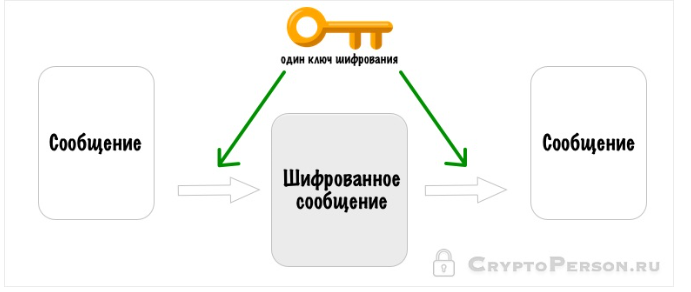 один ключ шифрования
Сообщение
Шифрованное
сообщение
Сообщение
CryptoPerson.ru